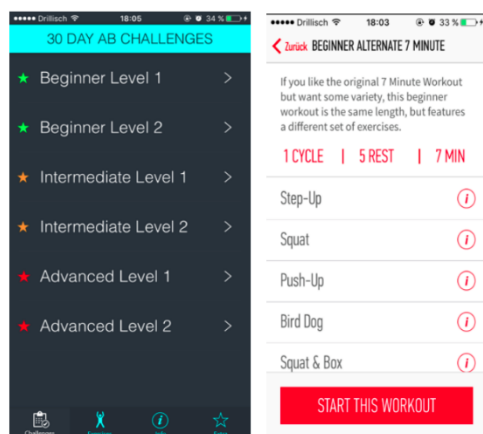 Drillisch 18:05 34 %
30 DAY AB CHALLENGES
Beginner Level 1
Beginner Level 2
Intermediate Level 1
Intermediate Level 2
Advanced Level 1
Advanced Level 2
Drillisch 18:03 33 %
Zurück BEGINNER ALTERNATE 7 MINUTE
If you like the original 7 Minute Workout
but want some variety, this beginner
workout is the same length, but features
a different set of exercises.
1 CYCLE | 5 REST | 7 MIN
Step-Up
Squat
Push-Up
Bird Dog
Squat & Box
START THIS WORKOUT